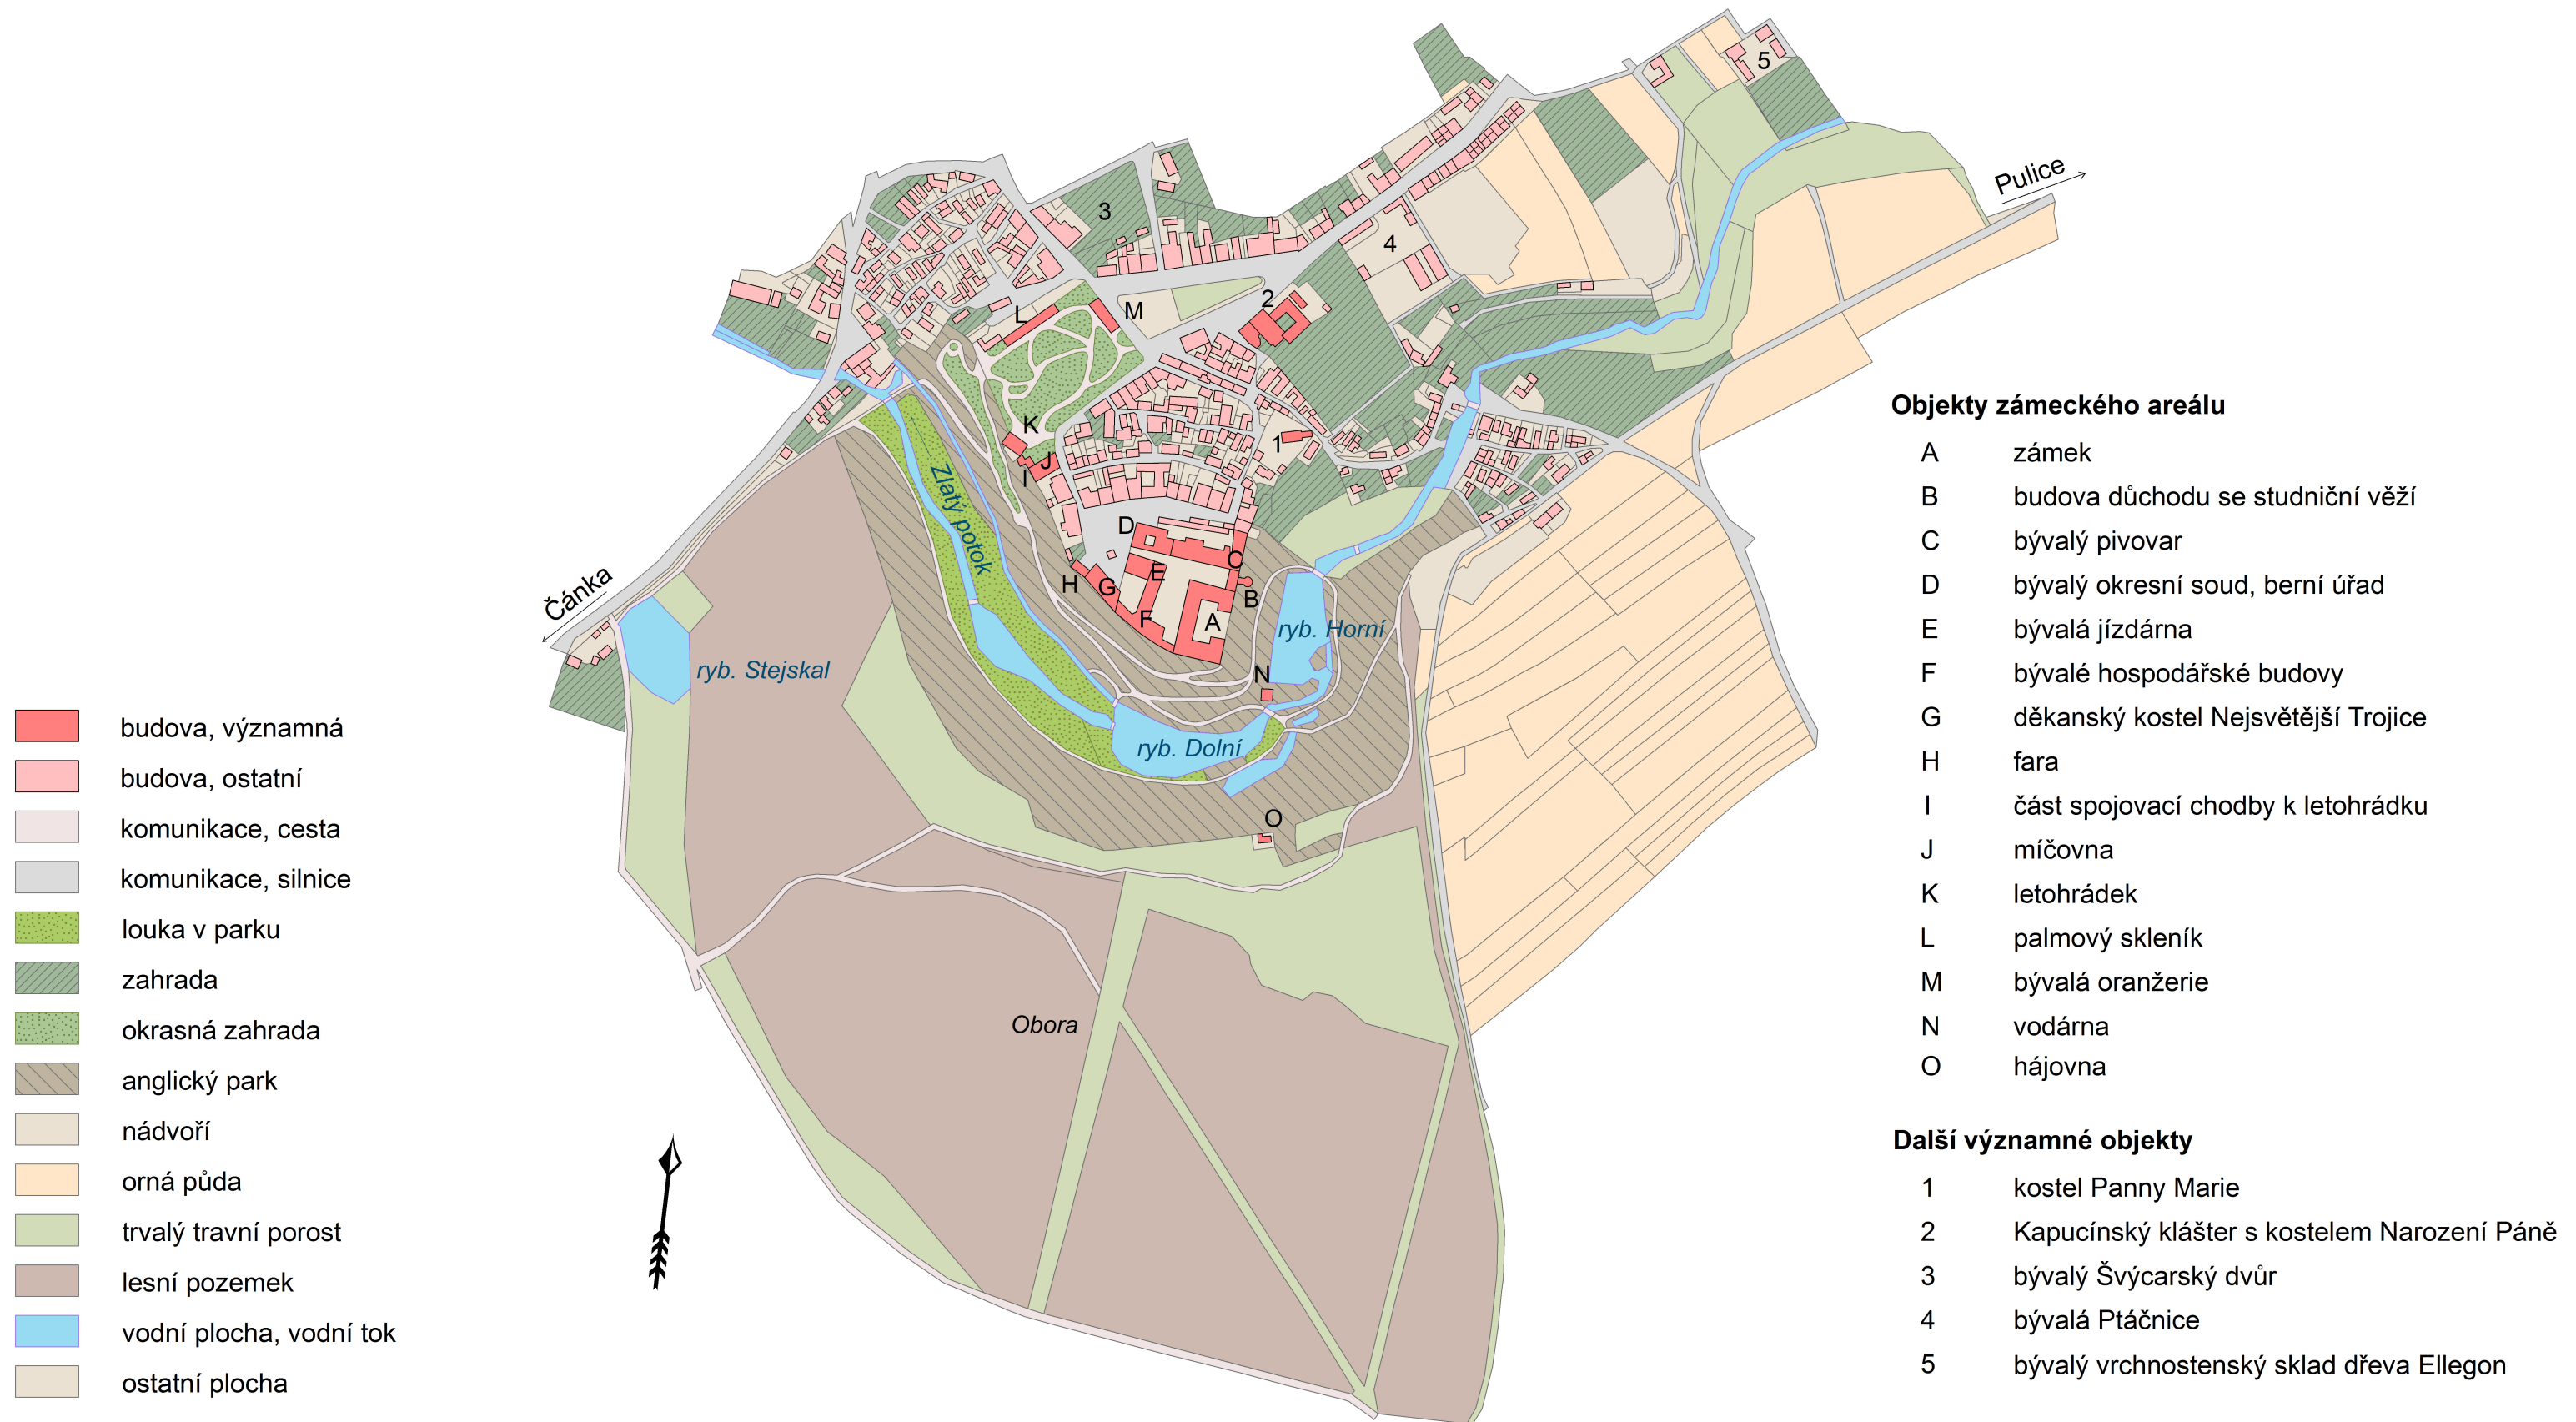 5
Pulice
3
4
2
L
M
K
1
J
I
Zlatý potok
D
C
E
H
G
B
F
A
Čánka
ryb. Horní
ryb. Stejskal
N
ryb. Dolní
O
Obora
budova, významná
budova, ostatní
komunikace, cesta
komunikace, silnice
louka v parku
zahrada
okrasná zahrada
anglický park
nádvoří
orná půda
trvalý travní porost
lesní pozemek
vodní plocha, vodní tok
ostatní plocha
Objekty zámeckého areálu
A zámek
B budova důchodu se studniční věží
C bývalý pivovar
D bývalý okresní soud, berní úřad
E bývalá jízdárna
F bývalé hospodářské budovy
G děkanský kostel Nejsvětější Trojice
H fara
I část spojovací chodby k letohrádku
J míčovna
K letohrádek
L palmový skleník
M bývalá oranžerie
N vodárna
O hájovna
Další významné objekty
1 kostel Panny Marie
2 Kapucínský klášter s kostelem Narození Páně
3 bývalý Švýcarský dvůr
4 bývalá Ptáčnice
5 bývalý vrchnostenský sklad dřeva Ellegon